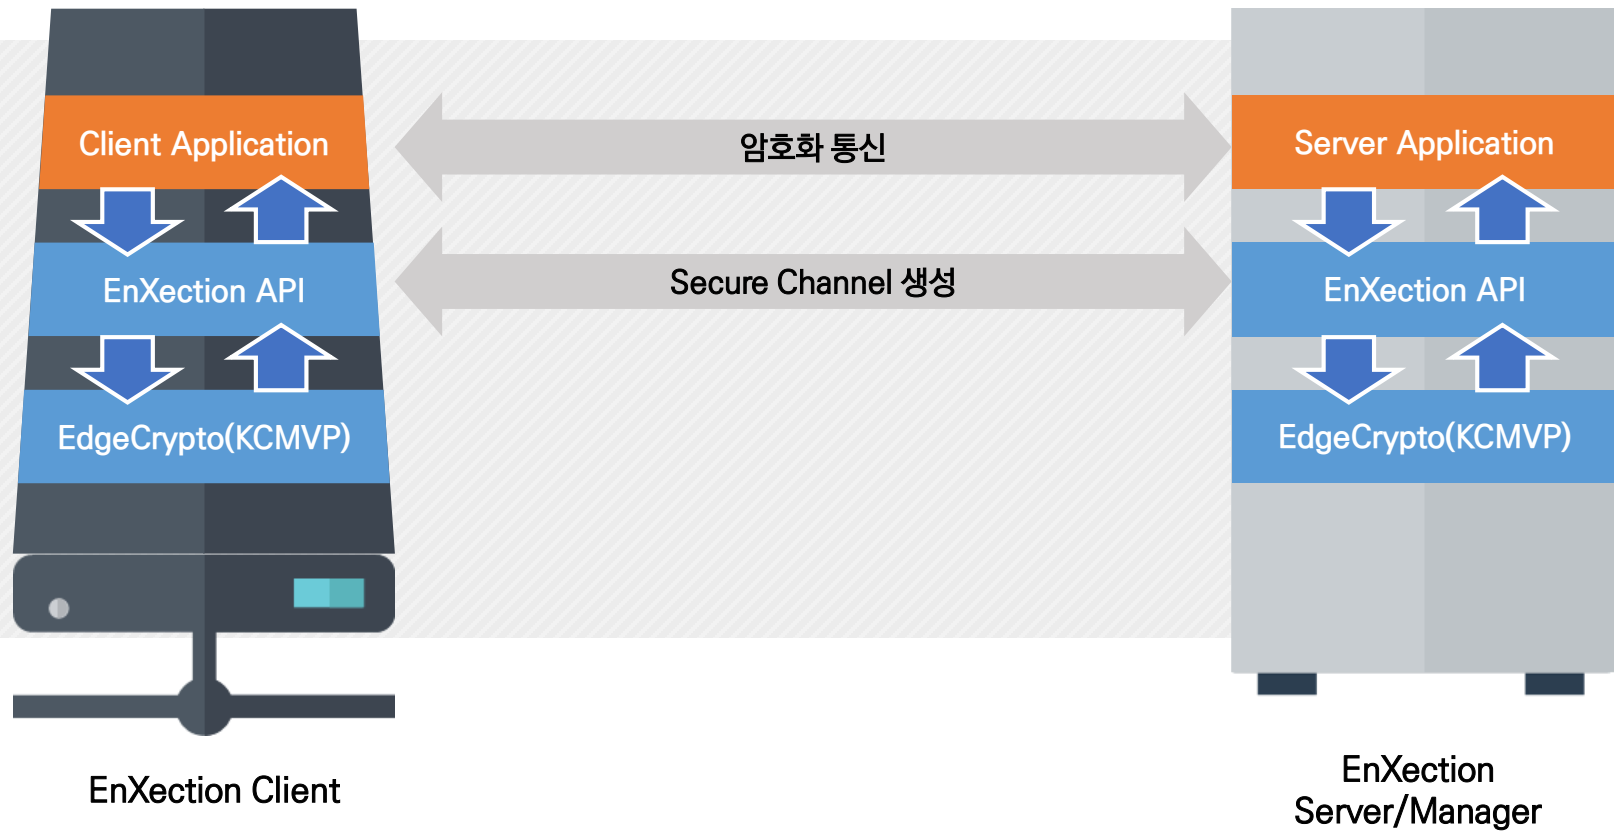 Client Application
암호화 통신
Server Application
EnXection API
Secure Channel 생성
EnXection API
EdgeCrypto(KCMVP)
EdgeCrypto(KCMVP)
EnXection Client
EnXection
Server/Manager